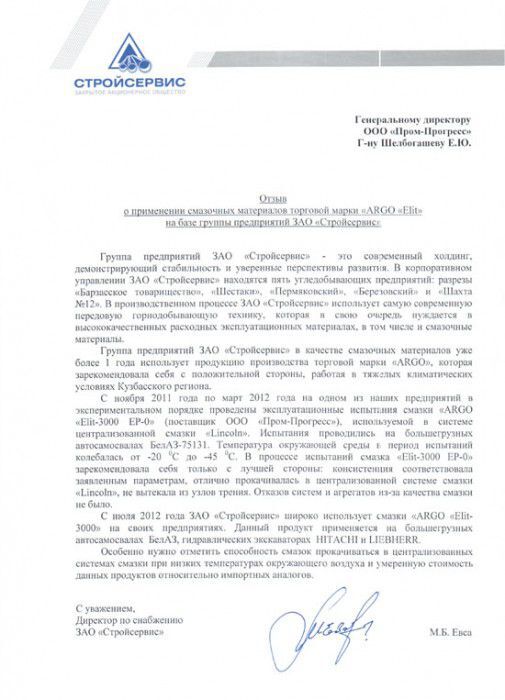 СТРОЙСЕРВИС
ЗАКРЫТОЕ АКЦИОНЕРНОЕ ОБЩЕСТВО
Генеральному директору
ООО «Пром-Прогресс»
Г-ну Шелбогашеву Е.Ю.
Отзыв
о применении смазочных материалов торговой марки «ARGO «Elit»
на базе группы предприятий ЗАО «Стройсервис»
Группа предприятий ЗАО «Стройсервис» - это современный холдинг,
демонстрирующий стабильность и уверенные перспективы развития. В корпоративном
управлении ЗАО «Стройсервис» находятся пять угледобывающих предприятий: разрезы
«Барзасское товарищество», «Шестаки», «Пермяковский», «Березовский» и «Шахта
№12». В производственном процессе ЗАО «Стройсервис» использует самую современную
передовую горнодобывающую технику, которая в свою очередь нуждается в
высококачественных расходных эксплуатационных материалах, в том числе и смазочные
материалы.
Группа предприятий ЗАО «Стройсервис» в качестве смазочных материалов уже
более 1 года использует продукцию производства торговой марки «ARGO», которая
зарекомендовала себя с положительной стороны, работая в тяжелых климатических
условиях Кузбасского региона.
С ноября 2011 года по март 2012 года на одном из наших предприятий в
экспериментальном порядке проведены эксплуатационные испытания смазки «ARGO
«Elit-3000 EP-0» (поставщик ООО «Пром-Прогресс»), используемой в системе
централизованной смазки «Lincoln». Испытания проводились на большегрузных
автосамосвалах БелАЗ-75131. Температура окружающей среды в период испытаний
колебалась от -20 ⁰С до -45 ⁰С. В процессе испытаний смазка «Elit-3000 EP-0»
зарекомендовала себя только с лучшей стороны: консистенция соответствовала
заявленным параметрам, отлично прокачивалась в централизованной системе смазки
«Lincoln», не вытекала из узлов трения. Отказов систем и агрегатов из-за качества смазки
не было.
С июля 2012 года ЗАО «Стройсервис» широко использует смазки «ARGO «Elit-
3000» на своих предприятиях. Данный продукт применяется на большегрузных
автосамосвалах БелАЗ, гидравлических экскаваторах HITACHI и LIEBHERR.
Особенно нужно отметить способность смазок прокачиваться в централизованных
системах смазки при низких температурах окружающего воздуха и умеренную стоимость
данных продуктов относительно импортных аналогов.
С уважением,
Директор по снабжению
ЗАО «Стройсервис»
М.Б. Евса